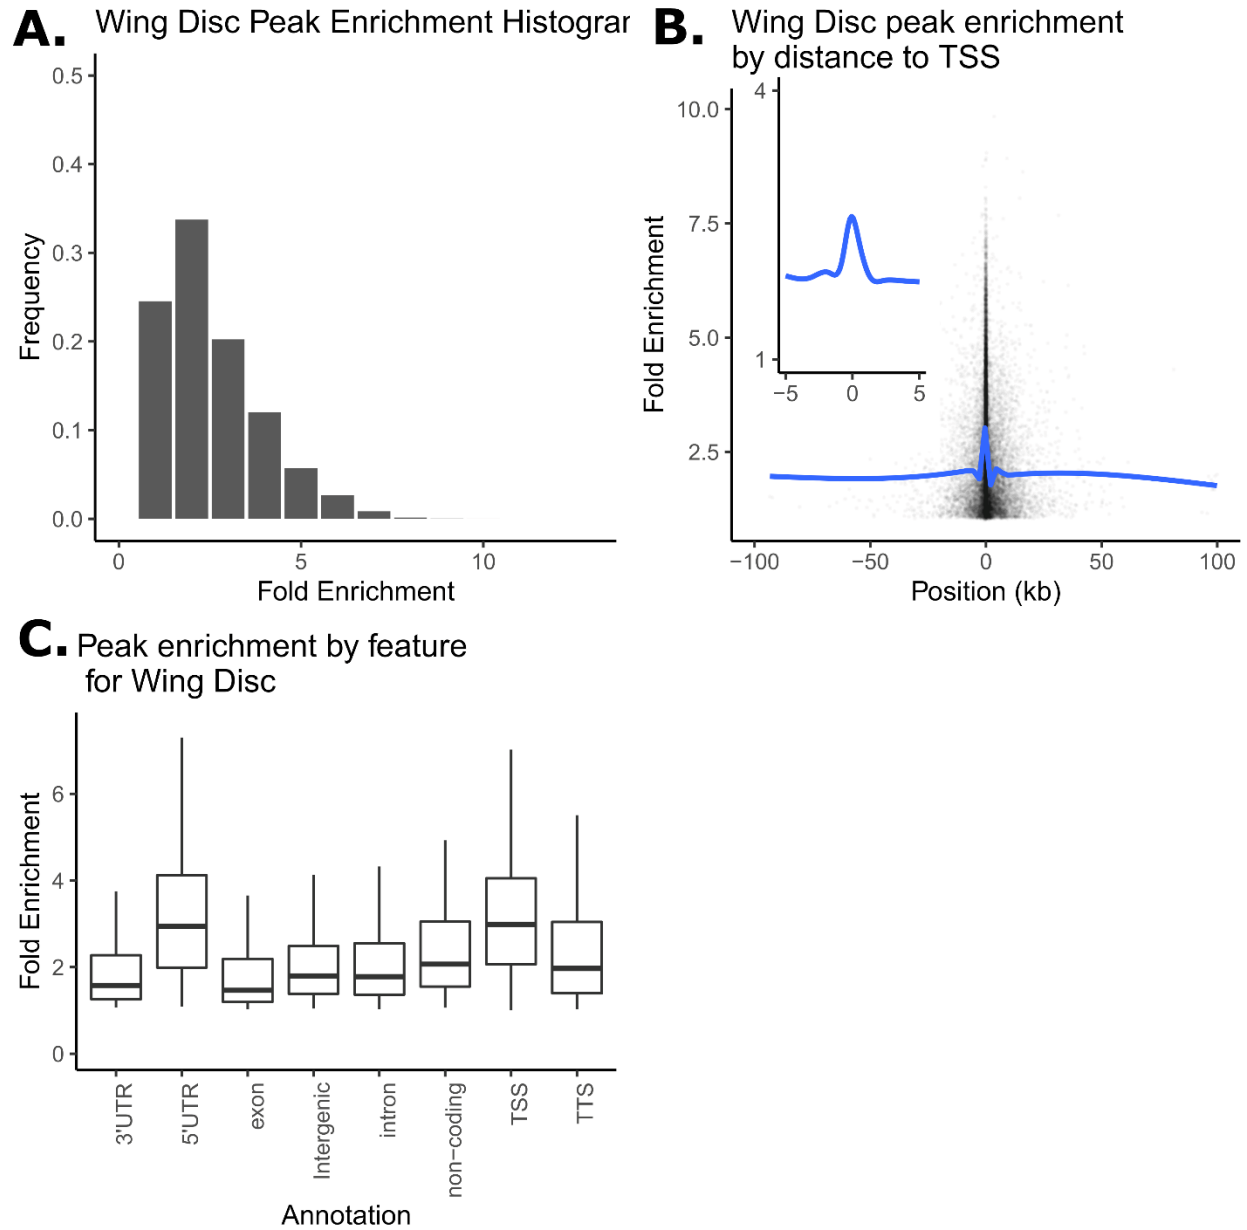 A. Wing Disc Peak Enrichment Histogran
0.5
0.4
0.3
0.2
0.1
0.0
Frequency
0 5 10
Fold Enrichment
B. Wing Disc peak enrichment
by distance to TSS
10.0
7.5
5.0
2.5
Fold Enrichment
4
1
−5 0 5
−100 −50 0 50 100
Position (kb)
C. Peak enrichment by feature
for Wing Disc
6
4
2
0
Fold Enrichment
3'UTR
5'UTR
exon
Intergenic
intron
non−coding
TSS
TTS
Annotation